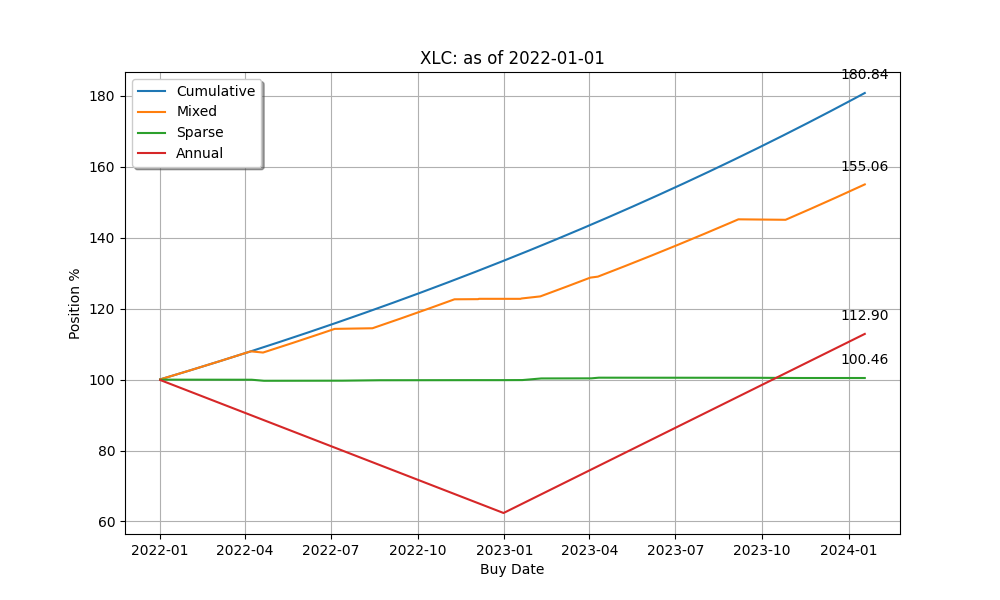 XLC: as of 2022-01-01
180.84
180
Cumulative
Mixed
Sparse
Annual
160
155.06
140
120
112.90
100.46
100
80
60
Position %
2022-01 2022-04 2022-07 2022-10 2023-01 2023-04 2023-07 2023-10 2024-01
Buy Date